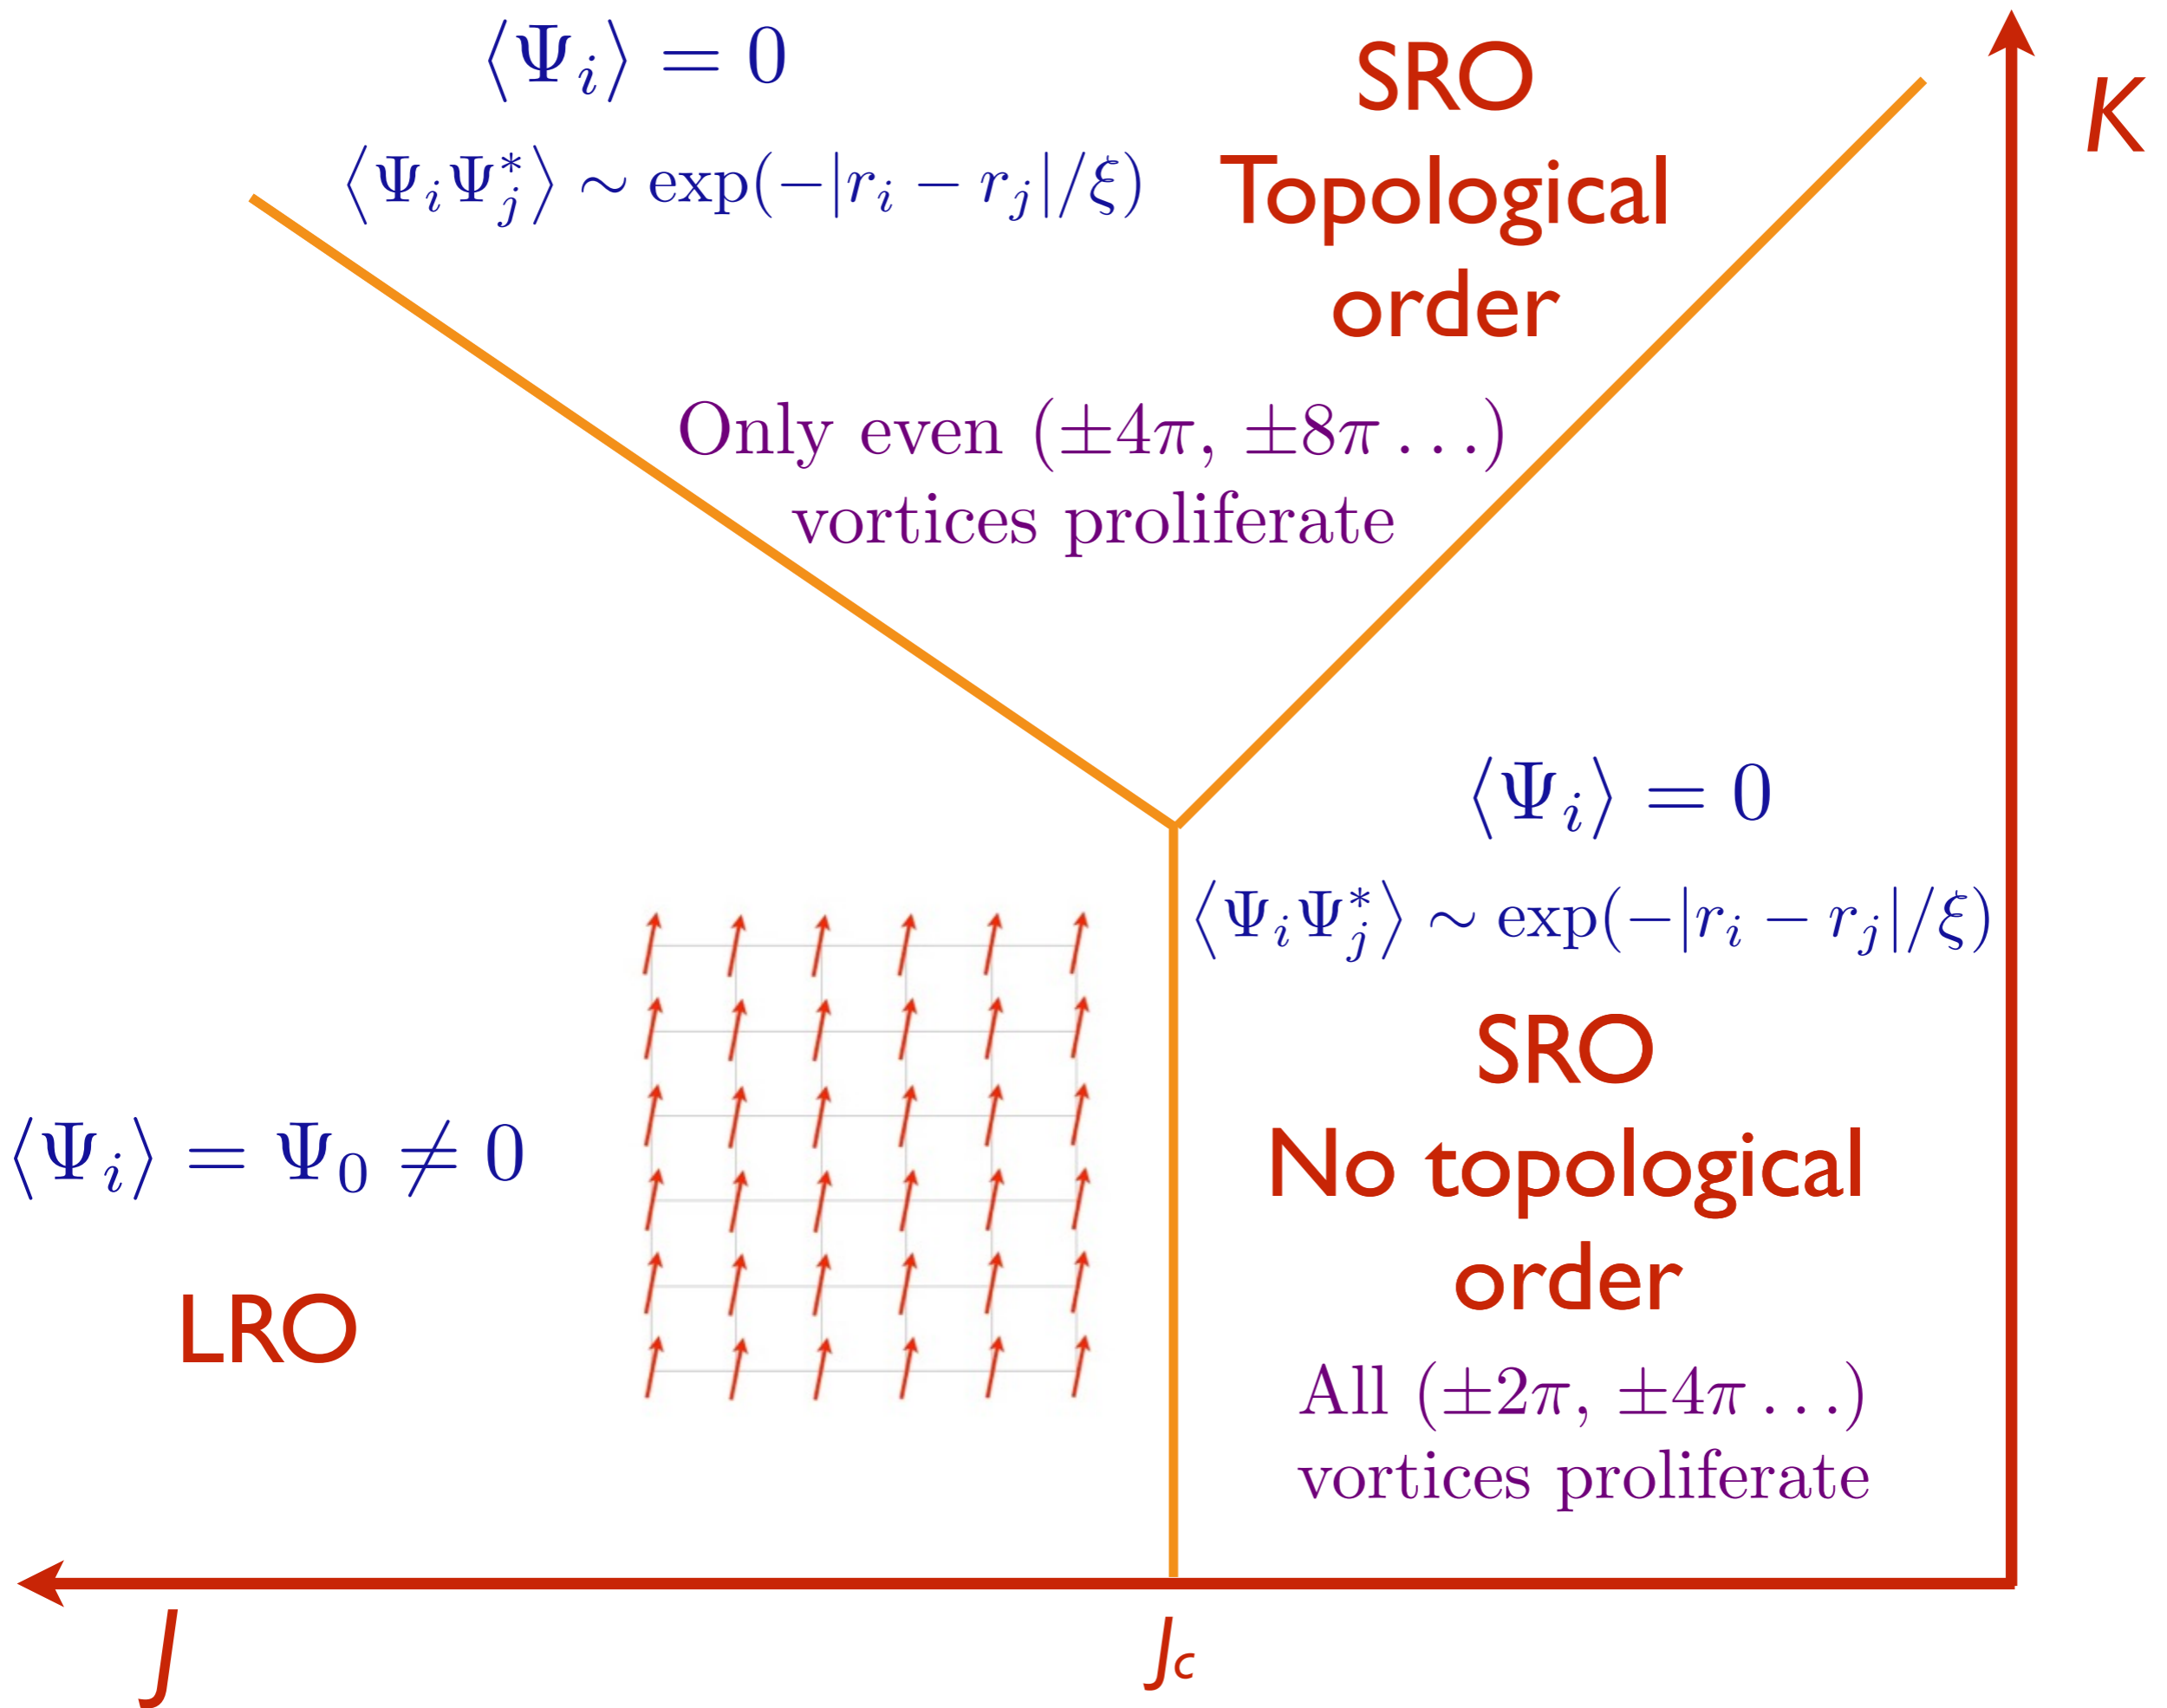 ⟨Ψ_i⟩ = 0
⟨Ψ_iΨ_j^*⟩ ∼ exp(−|r_i − r_j|/ξ)
SRO
Topological
order
K
Only even (±4π, ±8π…)
vortices proliferate
⟨Ψ_i⟩ = 0
⟨Ψ_iΨ_j^*⟩ ∼ exp(−|r_i − r_j|/ξ)
SRO
No topological
order
All (±2π, ±4π…)
vortices proliferate
⟨Ψ_i⟩ = Ψ_0 ≠ 0
LRO
J
J_c